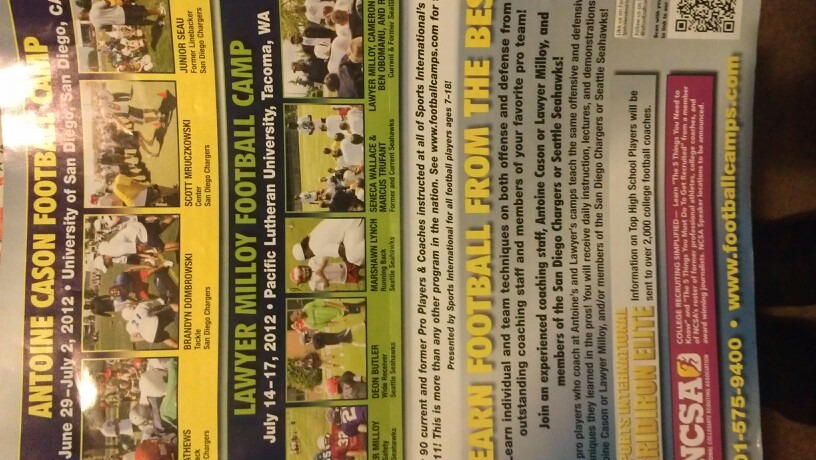 ANTOINE CASON FOOTBALL CAMP
June 29–July 2, 2012 • University of San Diego, San Diego, CA
ATHEWS
San Diego Chargers
BRANDYN DOMBROWSKI
Tackle
San Diego Chargers
SCOTT MRUCZKOWSKI
Center
San Diego Chargers
JUNIOR SEAU
Former Linebacker
San Diego Chargers
LAWYER MILLOY FOOTBALL CAMP
July 14–17, 2012 • Pacific Lutheran University, Tacoma, WA
MILLOY
Seahawks
DEON BUTLER
Wide Receiver
Seattle Seahawks
MARSHAWN LYNCH
Running Back
Seattle Seahawks
SENECA WALLACE &
MARCUS TRUFANT
Former and Current Seahawks
LAWYER MILLOY, CAMERON
BEN OBOMANU, AND
Current & Former Seattle
90 current and former Pro Players & Coaches instructed at all of Sports International's
11! This is more than any other program in the nation. See www.footballcamps.com for
Presented by Sports International for all football players ages 7–18!
EARN FOOTBALL FROM THE BES
Learn individual and team techniques on both offense and defense from
outstanding coaching staff and members of your favorite pro team!
Join an experienced coaching staff, Antoine Cason or Lawyer Milloy, and
members of the San Diego Chargers or Seattle Seahawks!
pro players who coach at Antoine's and Lawyer's camps teach the same offensive and defensiv
niques they learned in the pros! You will receive daily instruction, lectures, and demonstrations
oine Cason or Lawyer Milloy, and/or members of the San Diego Chargers or Seattle Seahawks!
SPORTS INTERNATIONAL
GRIDIRON ELITE
Information on Top High School Players will be
sent to over 2,000 college football coaches.
NCSA
NATIONAL COLLEGIATE SCOUTING ASSOCIATION
COLLEGE RECRUITING SIMPLIFIED— Learn "The 5 Things You Need to
Know" and "The 5 Things You Must Do To Get Recruited" from a member
of NCSA's roster of former professional athletes, college coaches, and
award winning journalists. NCSA Speaker locations to be announced.
01-575-9400 • www.footballcamps.com